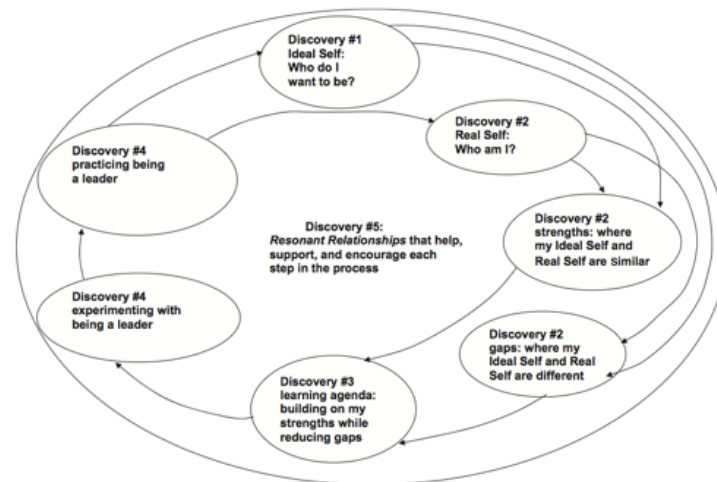 Discovery #1
Ideal Self:
Who do I
want to be?
Discovery #2
Real Self:
Who am I?
Discovery #4
practicing being
a leader
Discovery #5:
Resonant Relationships that help,
support, and encourage each
step in the process
Discovery #2
strengths: where
my Ideal Self and
Real Self are Similar
Discovery #4
experimenting with
being a leader
Discovery #2
gaps: where my
Ideal Self and Real
Self are different
Discovery #3
learning agenda:
building on my
strengths while
reducing gaps